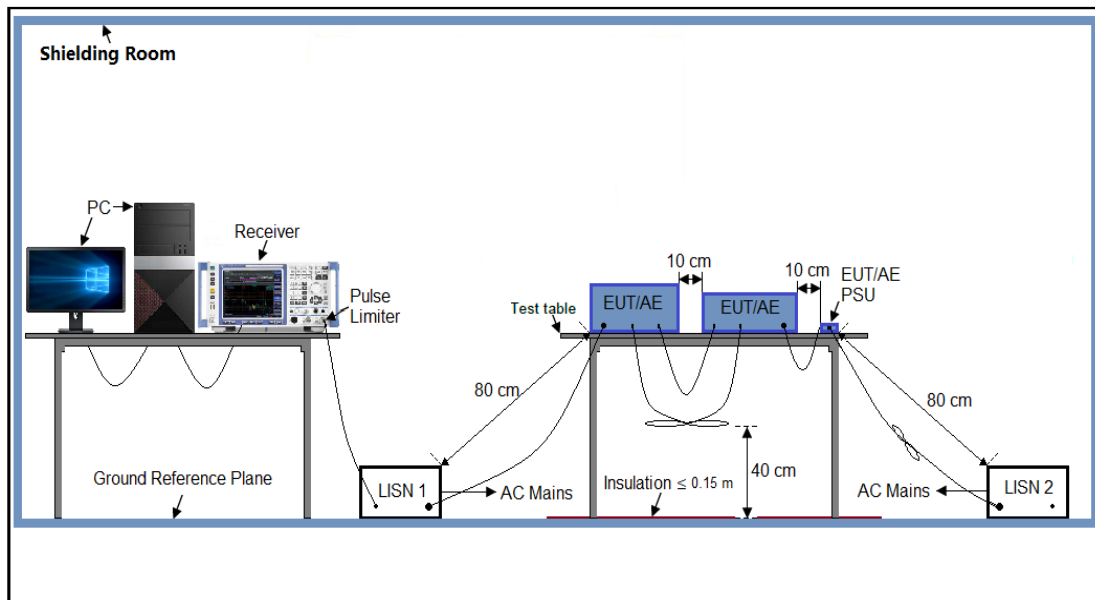 Shielding Room
PC
Receiver
Pulse
Limiter
Test table
10 cm
10 cm
EUT/AE
PSU
EUT/AE
EUT/AE
80 cm
80 cm
40 cm
Ground Reference Plane
LISN 1
AC Mains
Insulation ≤ 0.15 m
AC Mains
LISN 2